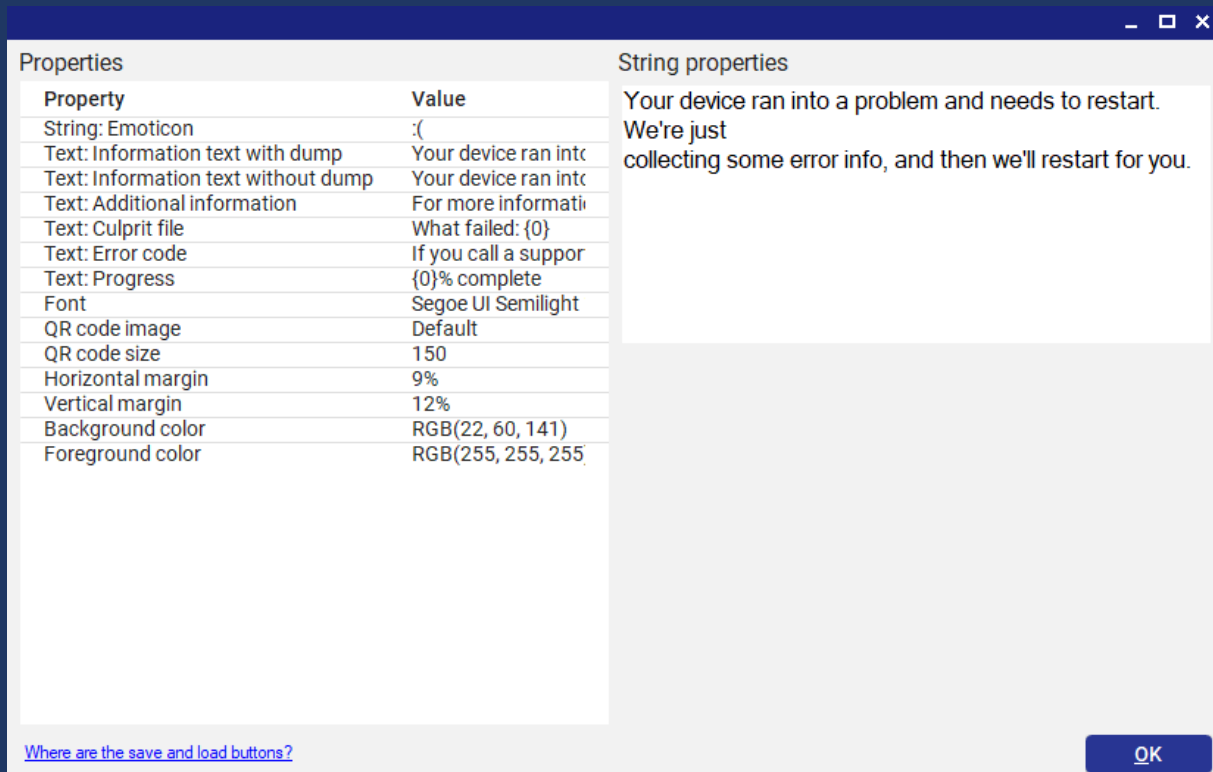 Properties
Property Value
String: Emoticon :(
Text: Information text with dump Your device ran into
Text: Information text without dump Your device ran into
Text: Additional information For more informati
Text: Culprit file What failed: {0}
Text: Error code If you call a suppor
Text: Progress {0}% complete
Font Segoe UI Semilight
QR code image Default
QR code size 150
Horizontal margin 9%
Vertical margin 12%
Background color RGB(22, 60, 141)
Foreground color RGB(255, 255, 255)
String properties
Your device ran into a problem and needs to restart.
We're just
collecting some error info, and then we'll restart for you.
Where are the save and load buttons?
OK